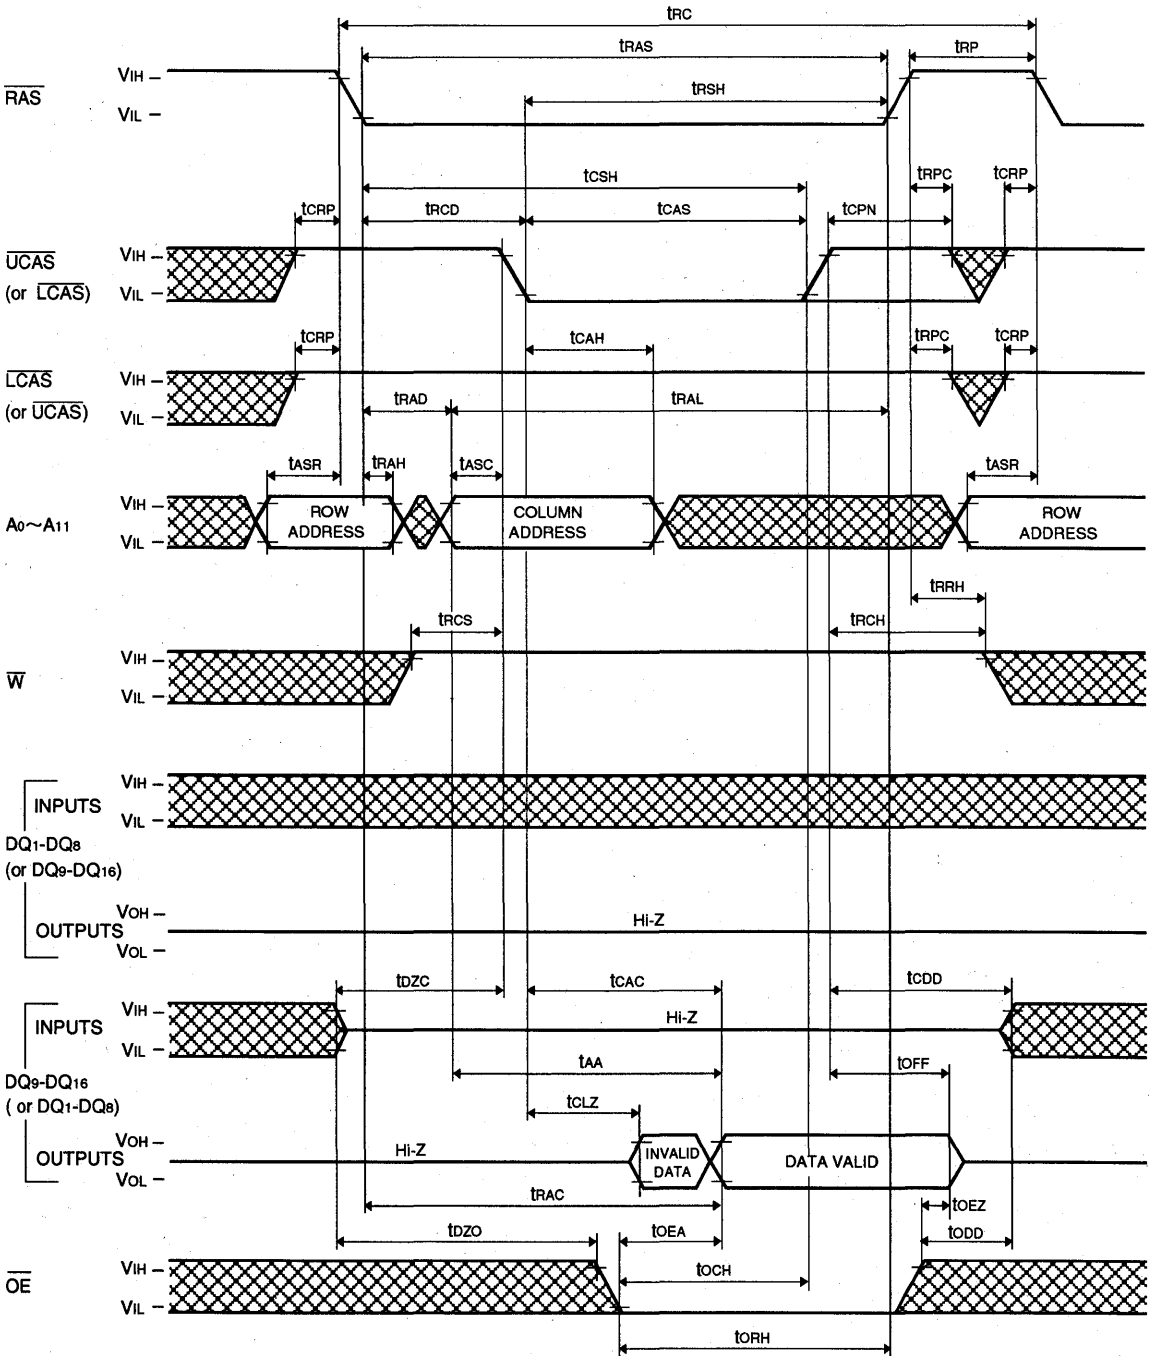 tRC
tRAS
tRP
RAS
VIH
VIL
tRSH
tCSH
tRPC
tCRP
tCRP
tRCD
tCAS
tCPN
UCAS
(or LCAS)
VIH
VIL
tCRP
tCAH
tRPC
tCRP
LCAS
(or UCAS)
VIH
VIL
tRAD
tRAL
tASR
tRAH
tASC
tASR
A0~A11
VIH
VIL
ROW
ADDRESS
COLUMN
ADDRESS
ROW
ADDRESS
tRRH
tRCS
tRCH
W
VIH
VIL
INPUTS
VIH
VIL
DQ1-DQ8
(or DQ9-DQ16)
OUTPUTS
VOH
VOL
Hi-Z
tDZC
tCAC
tCDD
INPUTS
VIH
VIL
Hi-Z
tAA
tOFF
DQ9-DQ16
( or DQ1-DQ8)
tCLZ
OUTPUTS
VOH
VOL
Hi-Z
INVALID
DATA
DATA VALID
tRAC
tOEZ
tDZO
tOEA
tODD
OE
VIH
VIL
tOCH
tORH